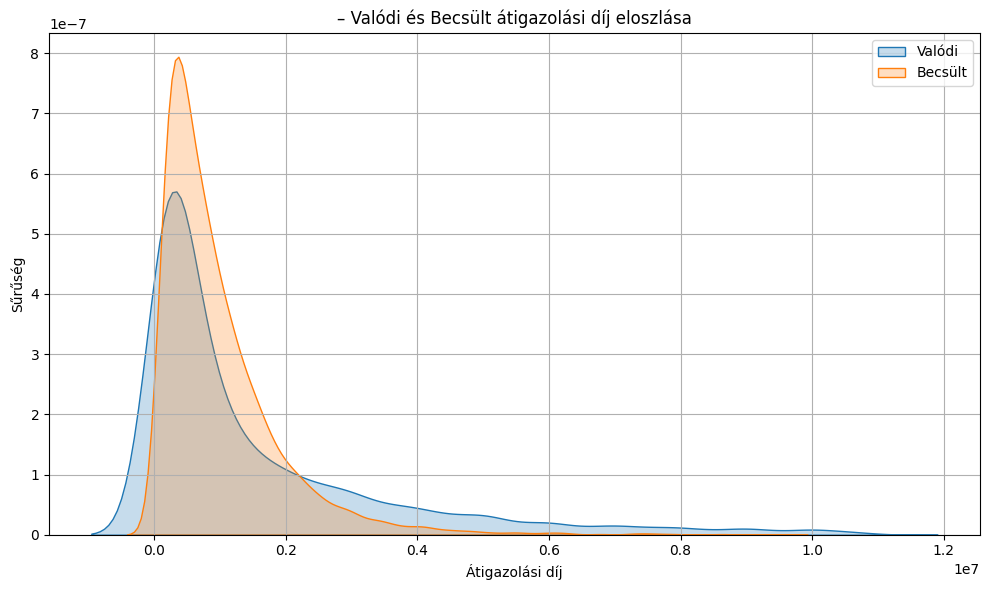 – Valódi és Becsült átigazolási díj eloszlása
1e−7
8
7
6
5
4
3
2
1
0
Sűrűség
Valódi
Becsült
0.0
0.2
0.4
0.6
0.8
1.0
1.2
1e7
Átigazolási díj